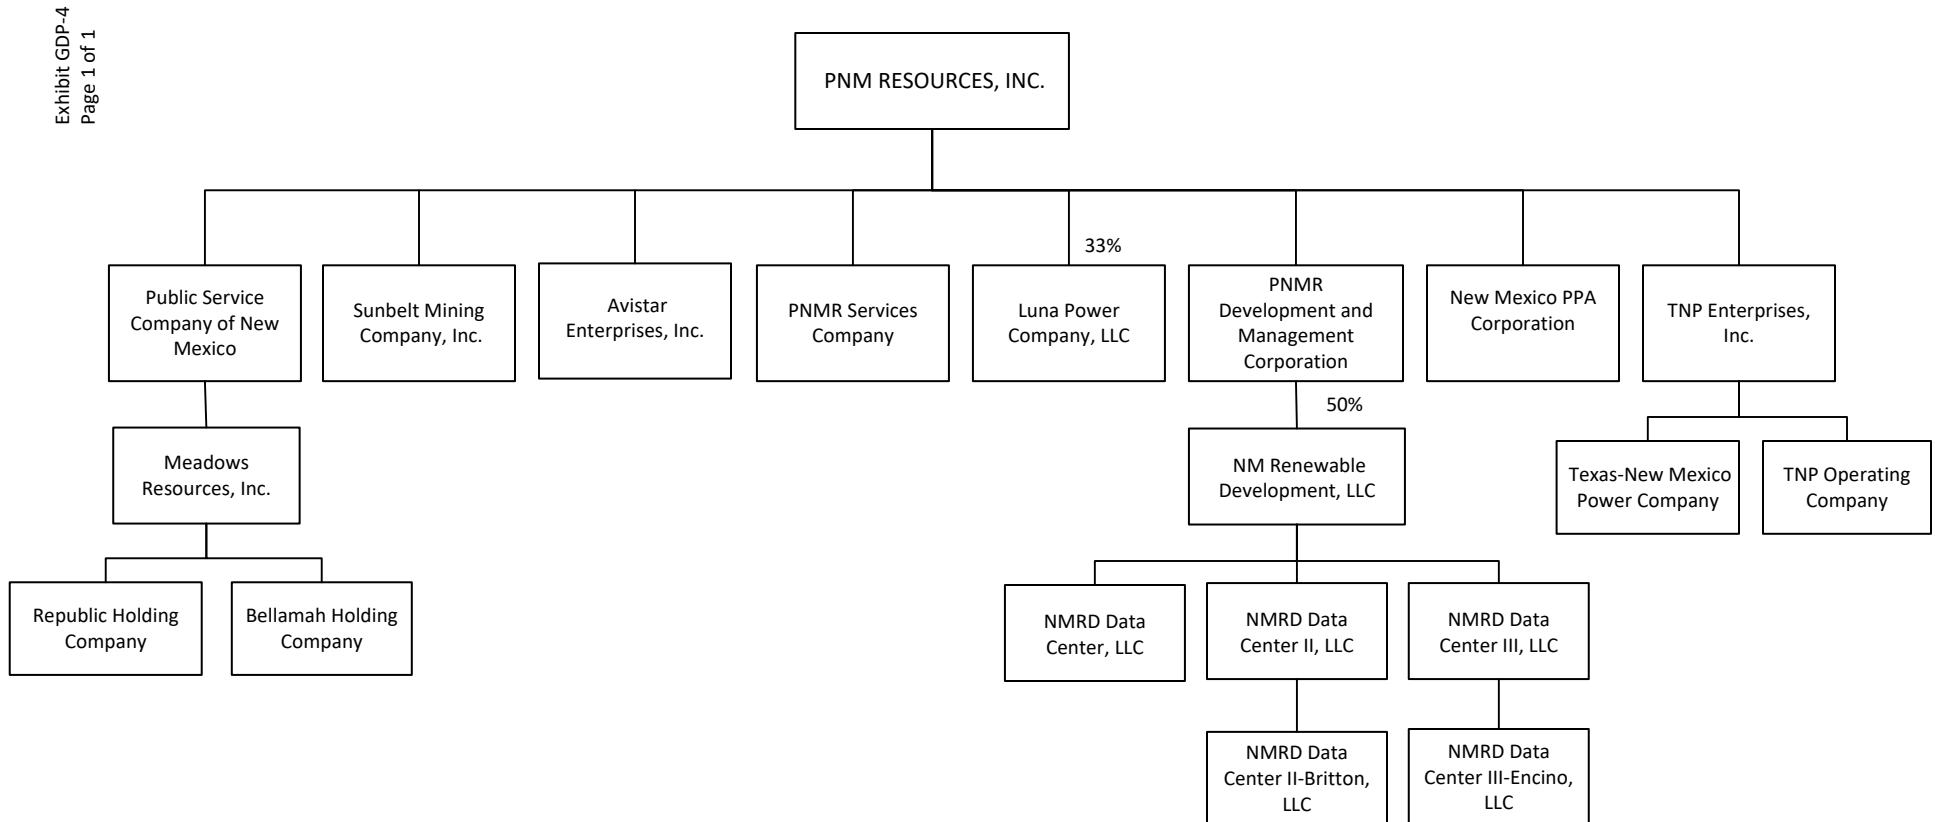 Exhibit GDP-4
Page 1 of 1
PNM RESOURCES, INC.
33%
Public Service
Company of New
Mexico
Sunbelt Mining
Company, Inc.
Avistar
Enterprises, Inc.
PNMR Services
Company
Luna Power
Company, LLC
PNMR
Development and
Management
Corporation
New Mexico PPA
Corporation
TNP Enterprises,
Inc.
50%
Meadows
Resources, Inc.
NM Renewable
Development, LLC
Texas-New Mexico
Power Company
TNP Operating
Company
Republic Holding
Company
Bellamah Holding
Company
NMRD Data
Center, LLC
NMRD Data
Center II, LLC
NMRD Data
Center III, LLC
NMRD Data
Center II-Britton,
LLC
NMRD Data
Center III-Encino,
LLC